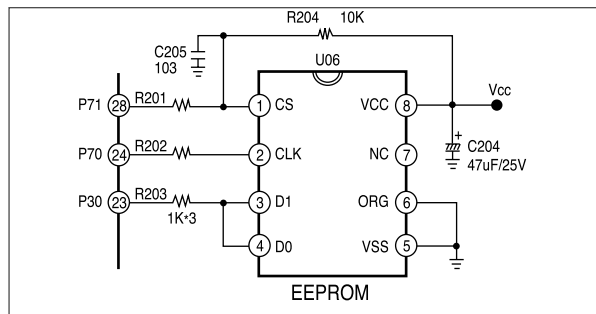 R204 10K
C205
103
U06
P71 28 R201 1 CS VCC 8 Vcc
+
C204
47uF/25V
P70 24 R202 2 CLK NC 7
P30 23 R203 3 D1 ORG 6
1K*3
4 D0 VSS 5
EEPROM